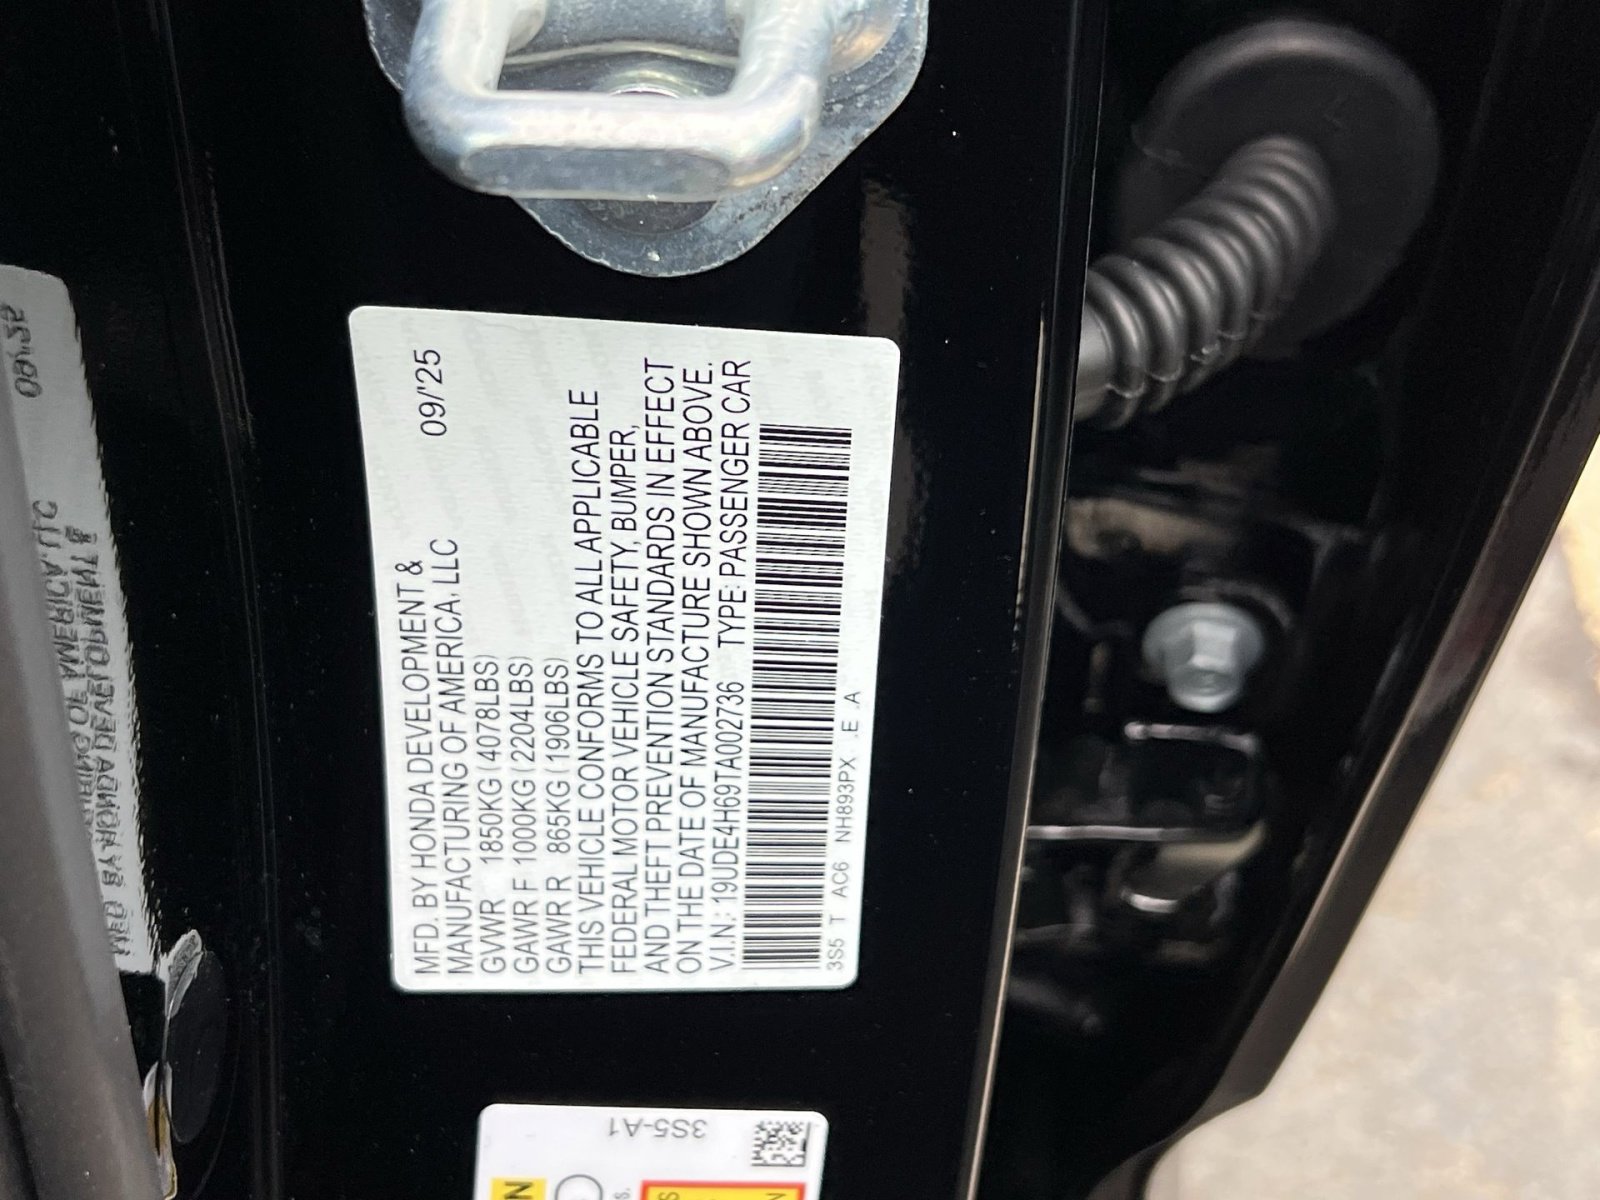 MFD. BY HONDA DEVELOPMENT &
MANUFACTURING OF AMERICA, LLC 09/'25
GVWR 1850KG (4078LBS)
GAWR F 1000KG (2204LBS)
GAWR R 865KG (1906LBS)
THIS VEHICLE CONFORMS TO ALL APPLICABLE
FEDERAL MOTOR VEHICLE SAFETY, BUMPER,
AND THEFT PREVENTION STANDARDS IN EFFECT
ON THE DATE OF MANUFACTURE SHOWN ABOVE.
V.I.N.: 19UDE4H69TA002736 TYPE: PASSENGER CAR
3S5 T AC6 NH893PX .E .A
3S5-A1